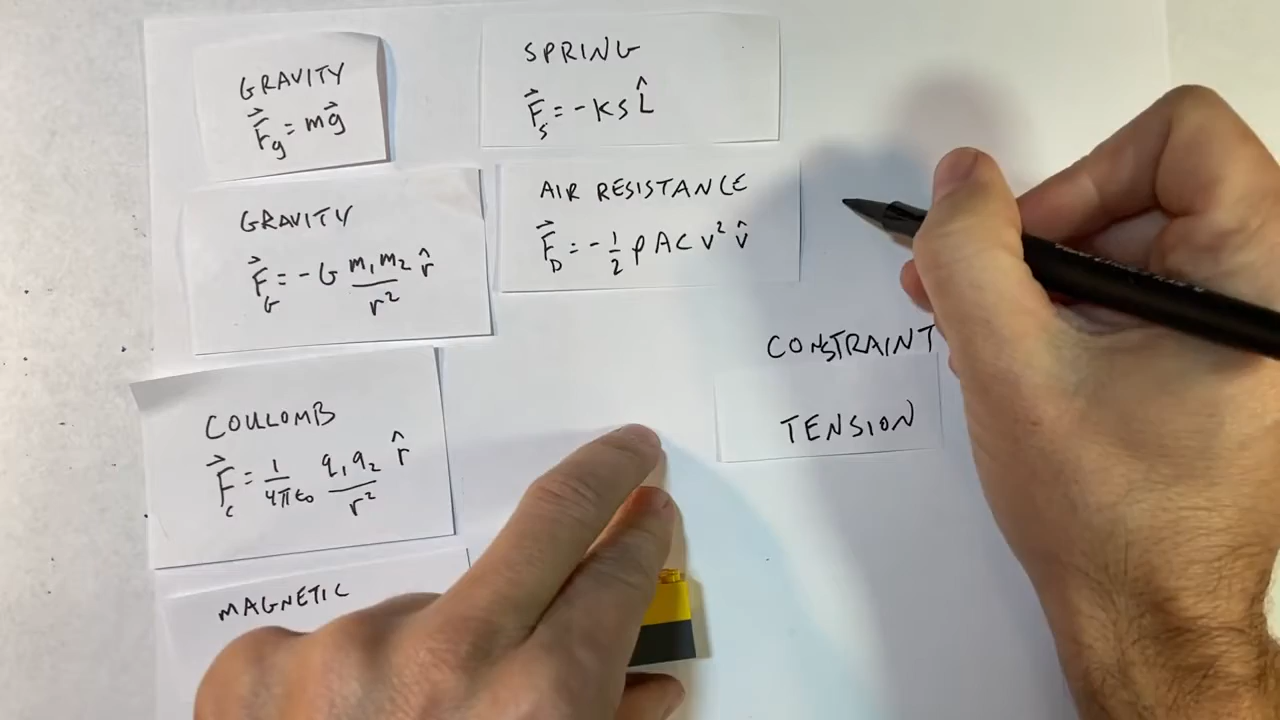 GRAVITY
F⃗g = mg⃗
SPRING
F⃗s = -KS L̂
GRAVITY
F⃗G = -G m₁m₂/r² r̂
AIR RESISTANCE
F⃗D = -1/2 ρACv² v̂
CONSTRAINT
TENSION
COULOMB
F⃗c = 1/4πϵ₀ q₁q₂/r² r̂
MAGNETIC